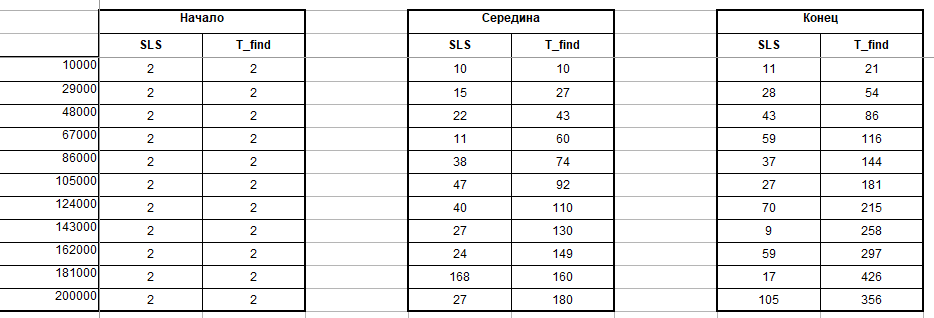 Начало Середина Конец
SLS T_find SLS T_find SLS T_find
10000 2 2 10 10 11 21
29000 2 2 15 27 28 54
48000 2 2 22 43 43 86
67000 2 2 11 60 59 116
86000 2 2 38 74 37 144
105000 2 2 47 92 27 181
124000 2 2 40 110 70 215
143000 2 2 27 130 9 258
162000 2 2 24 149 59 297
181000 2 2 168 160 17 426
200000 2 2 27 180 105 356